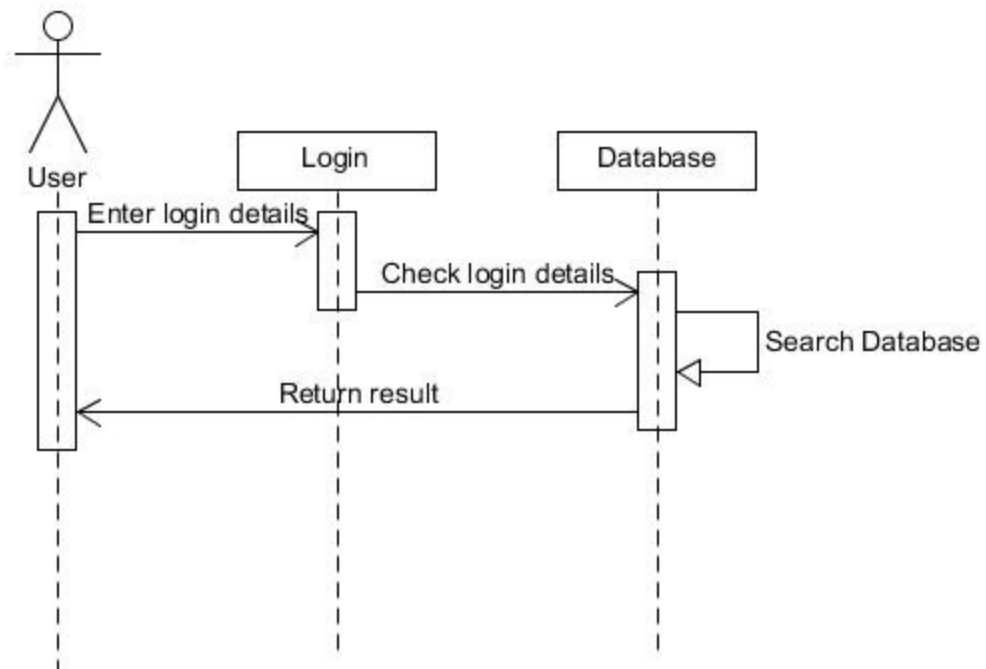 User
Login
Database
Enter login details
Check login details
Search Database
Return result